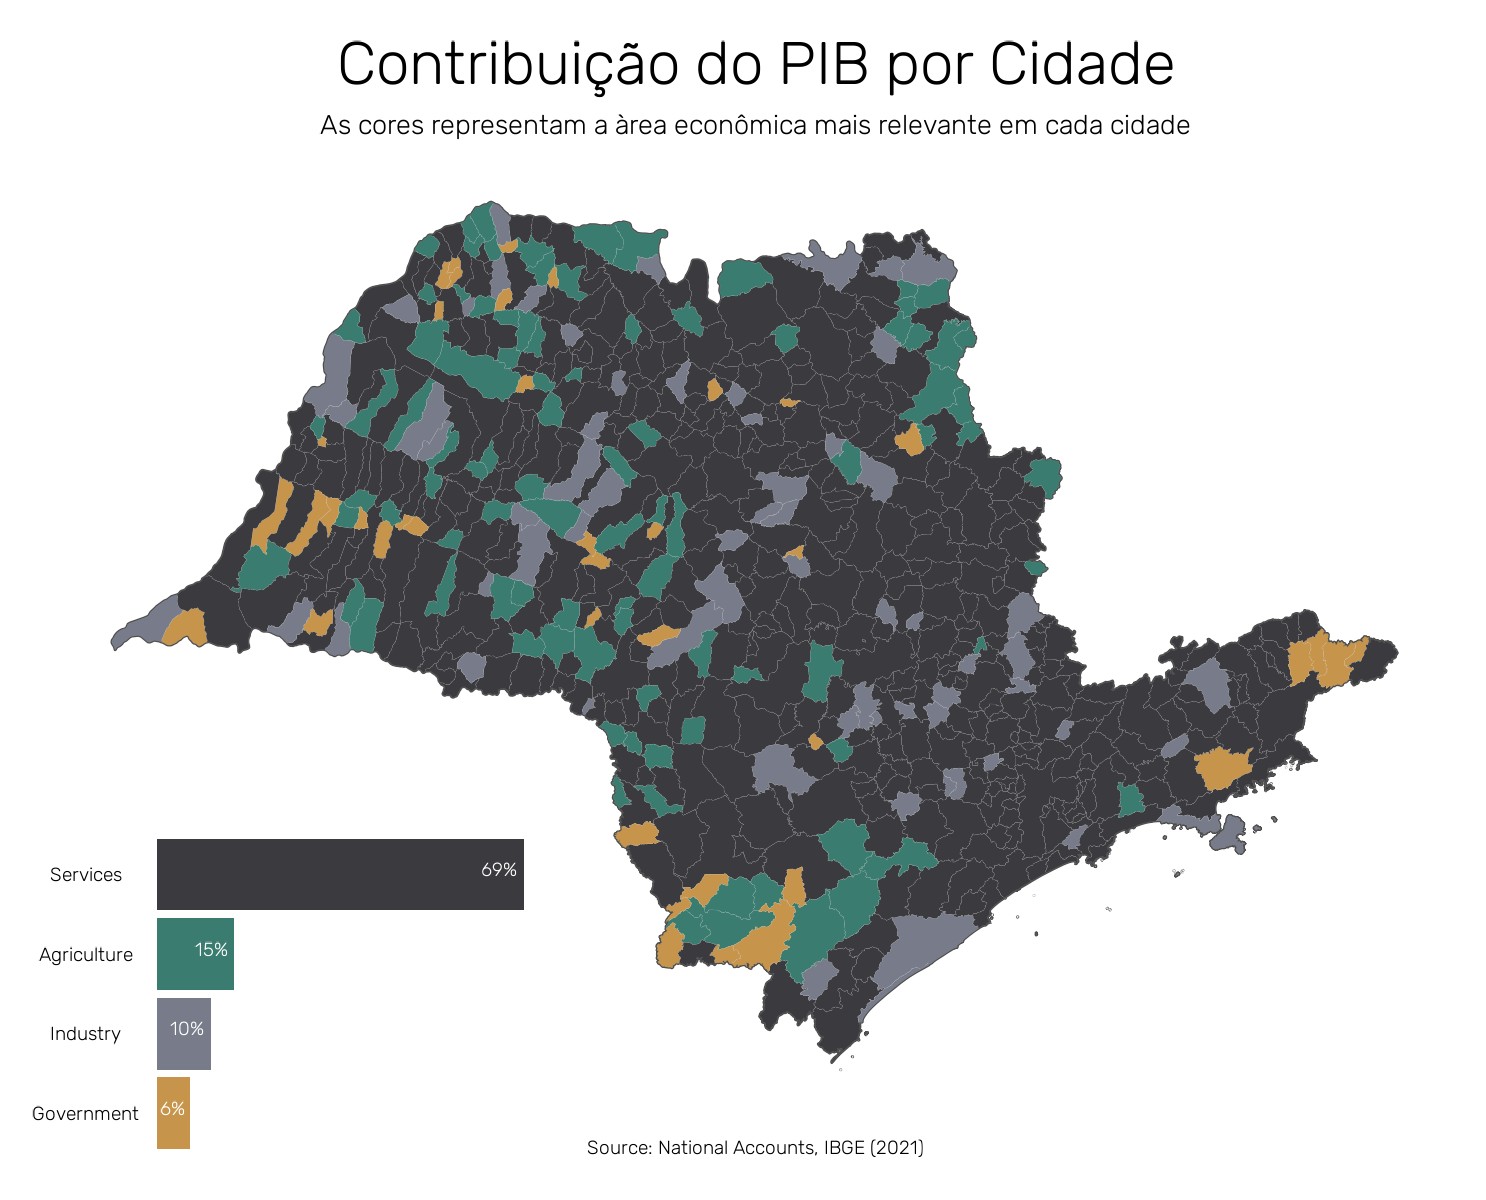 Contribuição do PIB por Cidade
As cores representam a àrea econômica mais relevante em cada cidade
Services
69%
Agriculture
15%
Industry
10%
Government
6%
Source: National Accounts, IBGE (2021)